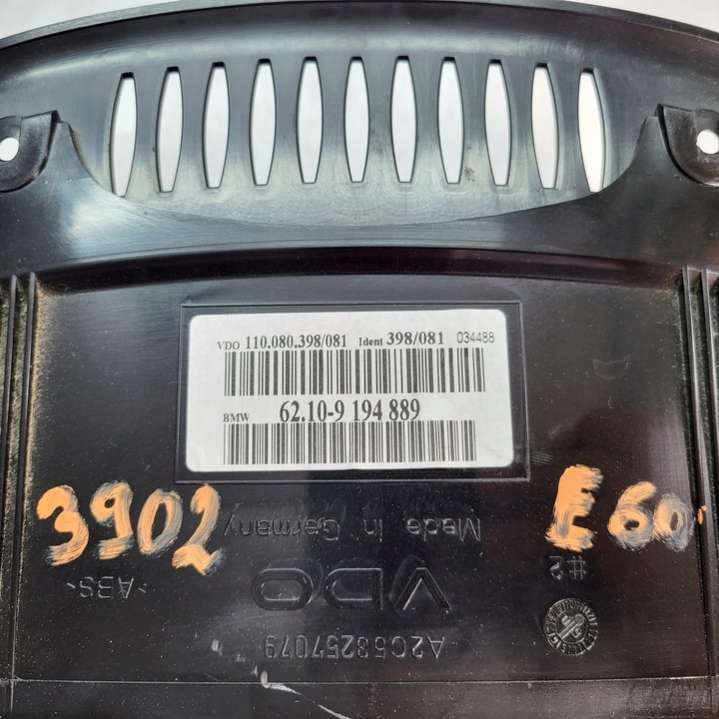 VDO 110.080.398/081 Ident 398/081 034488
BMW 62.10-9 194 889
3902
E60
Made in Germany
#2
>ABS<
VDO
A2C53257079